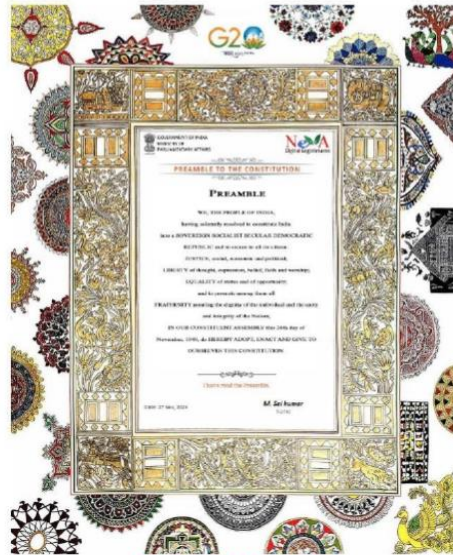 G20
GOVERNMENT OF INDIA
MINISTRY OF
PARLIAMENTARY AFFAIRS
NeVA
PREAMBLE TO THE CONSTITUTION
PREAMBLE
WE, THE PEOPLE OF INDIA,
having solemnly resolved to constitute India
into a SOVEREIGN SOCIALIST SECULAR DEMOCRATIC
REPUBLIC and to secure to all its citizens
JUSTICE, social, economic and political;
LIBERTY of thought, expression, belief, faith and worship;
EQUALITY of status and of opportunity
and to promote among them all
FRATERNITY assuring the dignity of the individual and the unity
and integrity of the Nation;
IN OUR CONSTITUENT ASSEMBLY this 26th day of
November, 1949, do HEREBY ADOPT, ENACT AND GIVE TO
OURSELVES THIS CONSTITUTION
I have read the Preamble.
M. Sai kumar